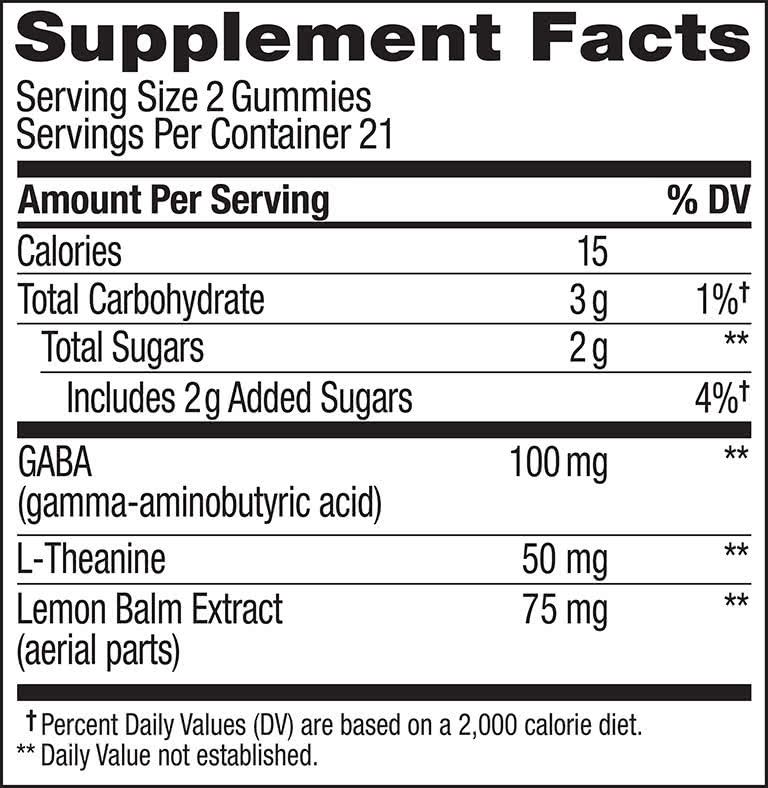 Supplement Facts
Serving Size 2 Gummies
Servings Per Container 21
Amount Per Serving % DV
Calories 15
Total Carbohydrate 3 g 1%†
Total Sugars 2 g **
Includes 2 g Added Sugars 4%†
GABA 100 mg **
(gamma-aminobutyric acid)
L-Theanine 50 mg **
Lemon Balm Extract 75 mg **
(aerial parts)
† Percent Daily Values (DV) are based on a 2,000 calorie diet.
** Daily Value not established.